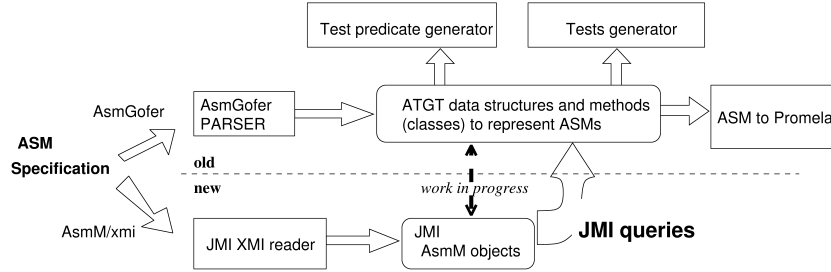 Test predicate generator
Tests generator
AsmGofer
AsmGofer
PARSER
ATGT data structures and methods
(classes) to represent ASMs
ASM to Promela
ASM
Specification
old
new
work in progress
AsmM/xmi
JMI XMI reader
JMI
AsmM objects
JMI queries